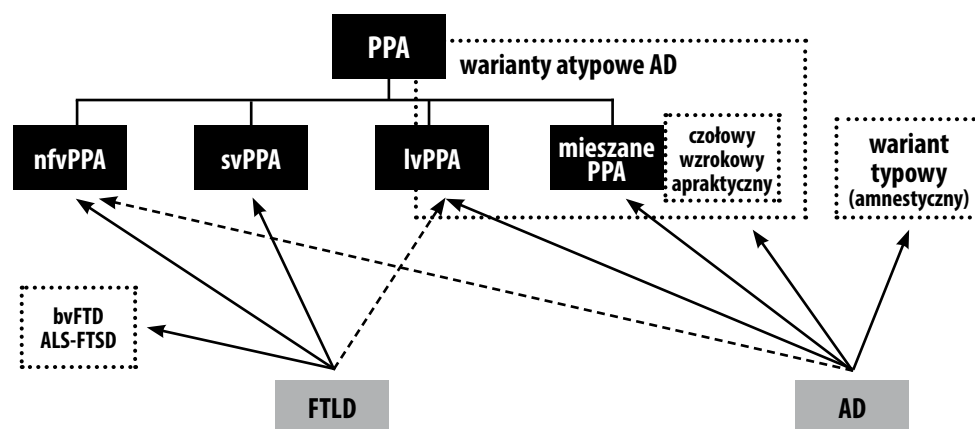 PPA
warianty atypowe AD
nfvPPA
svPPA
lvPPA
mieszane
PPA
czołowy
wzrokowy
apraktyczny
wariant
typowy
(amnestyczny)
bvFTD
ALS-FTSD
FTLD
AD